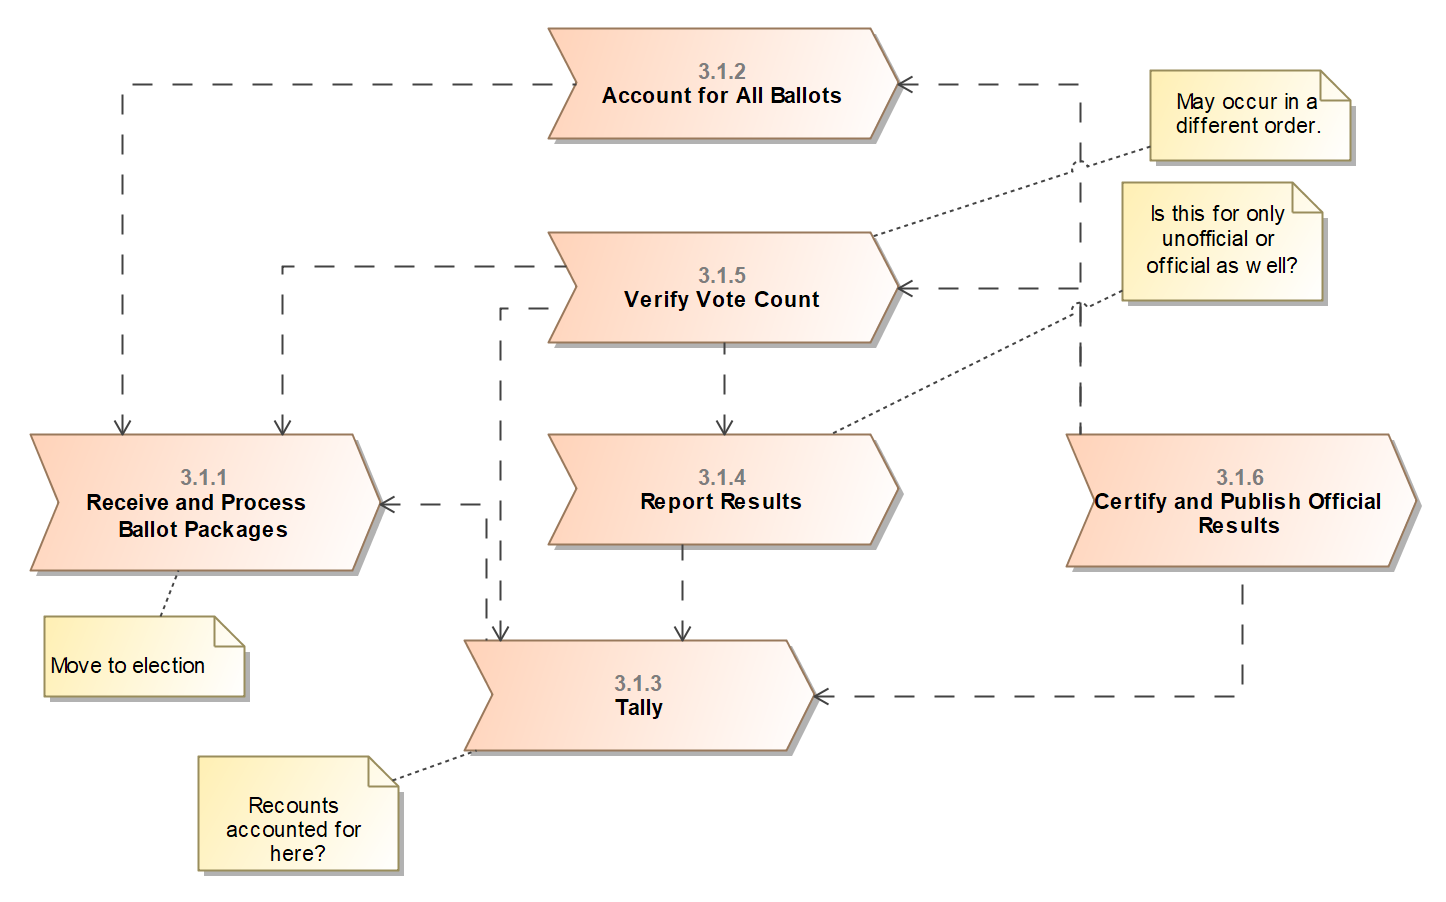 3.1.2
Account for All Ballots
May occur in a
different order.
Is this for only
unofficial or
official as well?
3.1.5
Verify Vote Count
3.1.1
Receive and Process
Ballot Packages
3.1.4
Report Results
3.1.6
Certify and Publish Official
Results
Move to election
3.1.3
Tally
Recounts
accounted for
here?